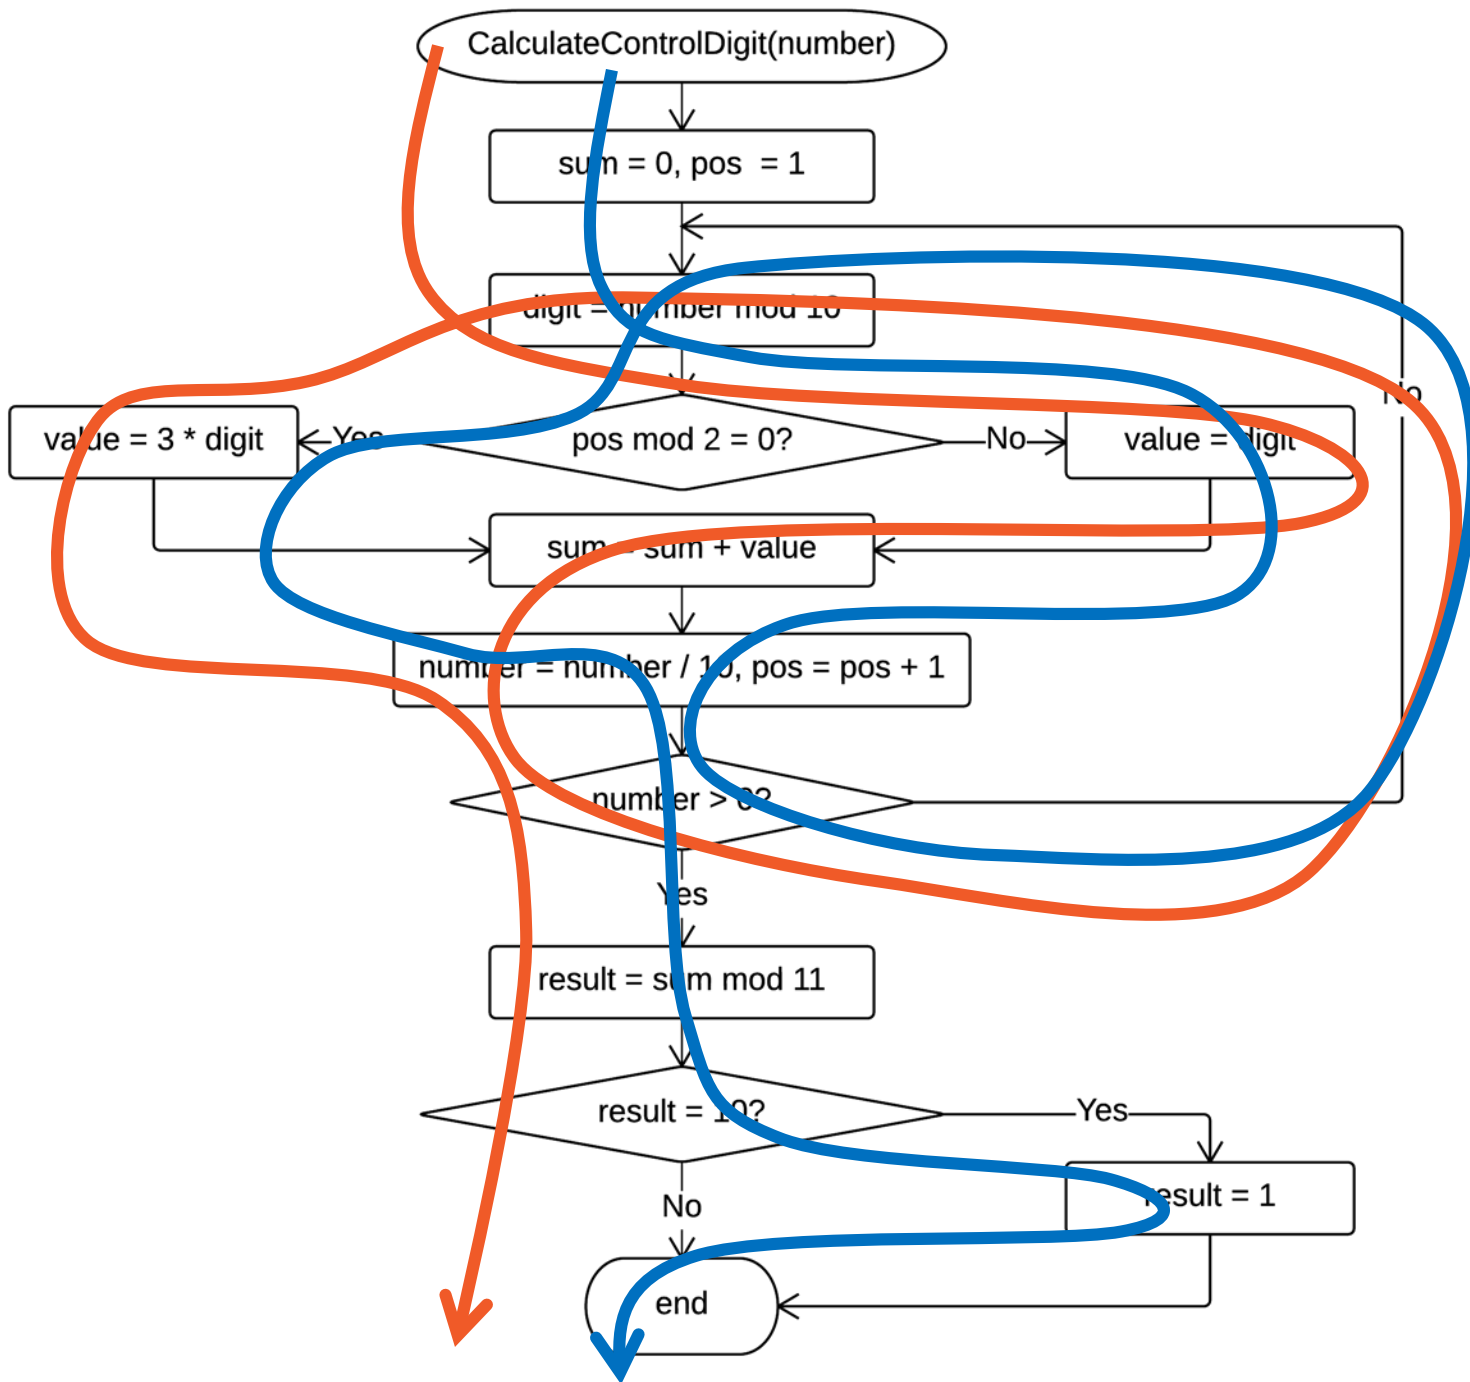 CalculateControlDigit(number)
sum = 0, pos  = 1
digit = number mod 10
No
value = 3 * digit
Yes
pos mod 2 = 0?
No
value = digit
sum = sum + value
number = number / 10, pos = pos + 1
number > 0?
Yes
result = sum mod 11
result = 10?
Yes
No
result = 1
end